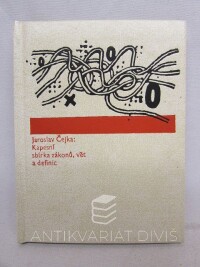 Jaroslav Čejka:
Kapesní
sbírka zákonů, vět
a definic
ANTIKVARIÁT DIVIŠ